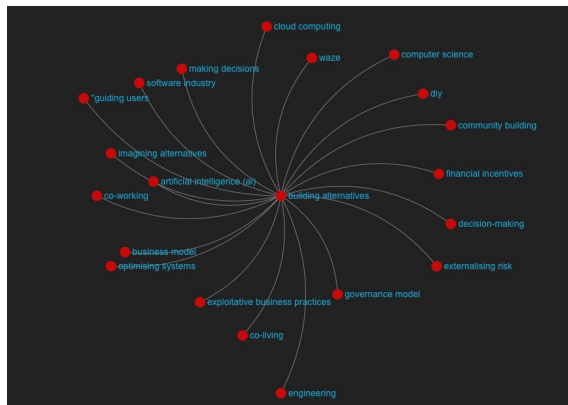 cloud computing
waze
computer science
making decisions
software industry
diy
"guiding users
community building
imagining alternatives
financial incentives
artificial intelligence (ai)
co-working
building alternatives
decision-making
business model
optimising systems
externalising risk
governance model
exploitative business practices
co-living
engineering